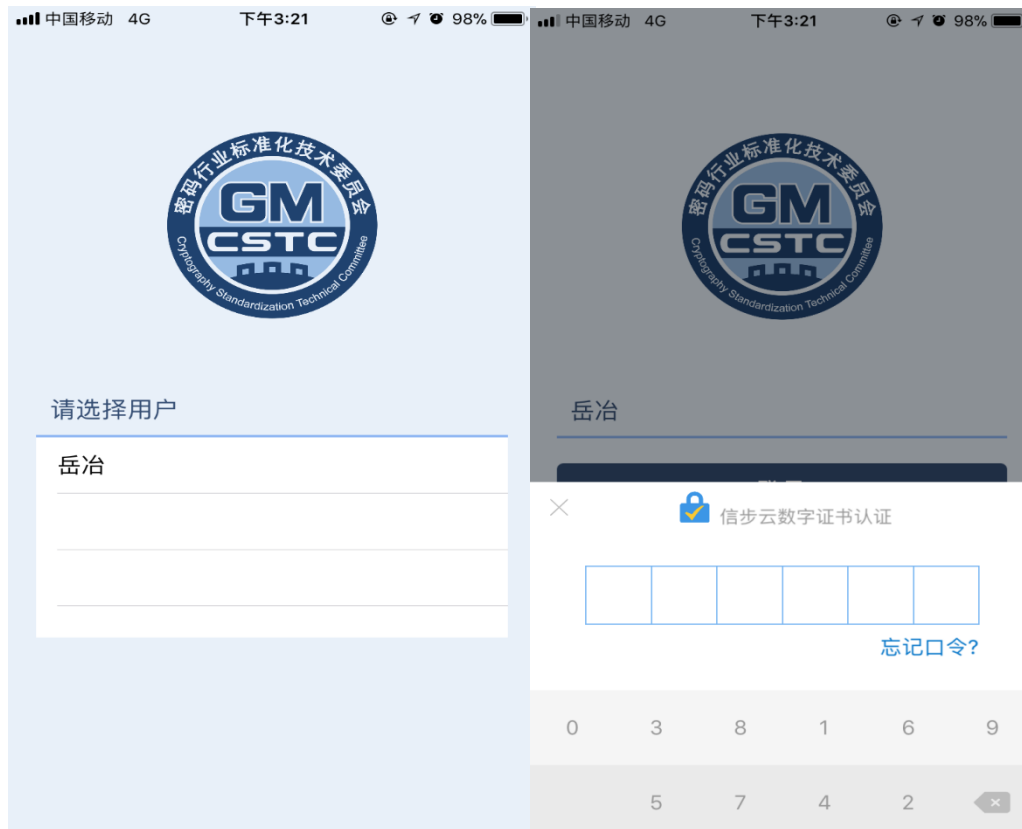 中国移动 4G 下午3:21 98%
密码行业标准化技术委员会
GM
CSTC
Cryptography Standardization Technical Committee
请选择用户
岳冶
中国移动 4G 下午3:21 98%
密码行业标准化技术委员会
GM
CSTC
Cryptography Standardization Technical Committee
岳冶
信步云数字证书认证
忘记口令?
0 3 8 1 6 9
5 7 4 2